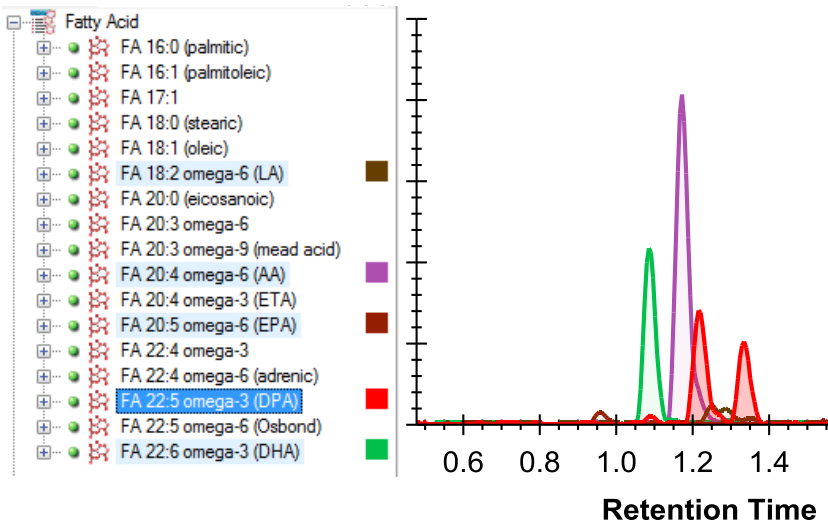 Fatty Acid
FA 16:0 (palmitic)
FA 16:1 (palmitoleic)
FA 17:1
FA 18:0 (stearic)
FA 18:1 (oleic)
FA 18:2 omega-6 (LA)
FA 20:0 (eicosanoic)
FA 20:3 omega-6
FA 20:3 omega-9 (mead acid)
FA 20:4 omega-6 (AA)
FA 20:4 omega-3 (ETA)
FA 20:5 omega-6 (EPA)
FA 22:4 omega-3
FA 22:4 omega-6 (adrenic)
FA 22:5 omega-3 (DPA)
FA 22:5 omega-6 (Osbond)
FA 22:6 omega-3 (DHA)
0.6 0.8 1.0 1.2 1.4
Retention Time